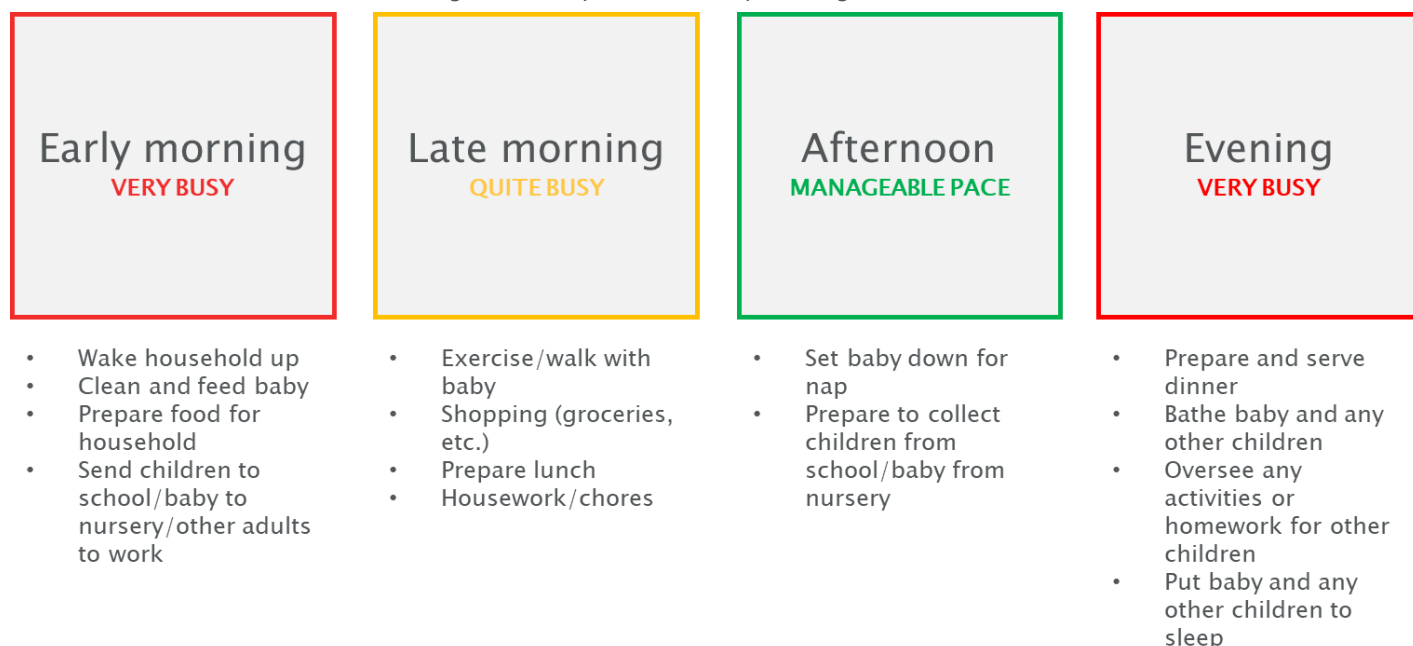 Early morning
VERY BUSY
Late morning
QUITE BUSY
Afternoon
MANAGEABLE PACE
Evening
VERY BUSY
• Wake household up
• Clean and feed baby
• Prepare food for
household
• Send children to
school/baby to
nursery/other adults
to work
• Exercise/walk with
baby
• Shopping (groceries,
etc.)
• Prepare lunch
• Housework/chores
• Set baby down for
nap
• Prepare to collect
children from
school/baby from
nursery
• Prepare and serve
dinner
• Bathe baby and any
other children
• Oversee any
activities or
homework for other
children
• Put baby and any
other children to
sleep